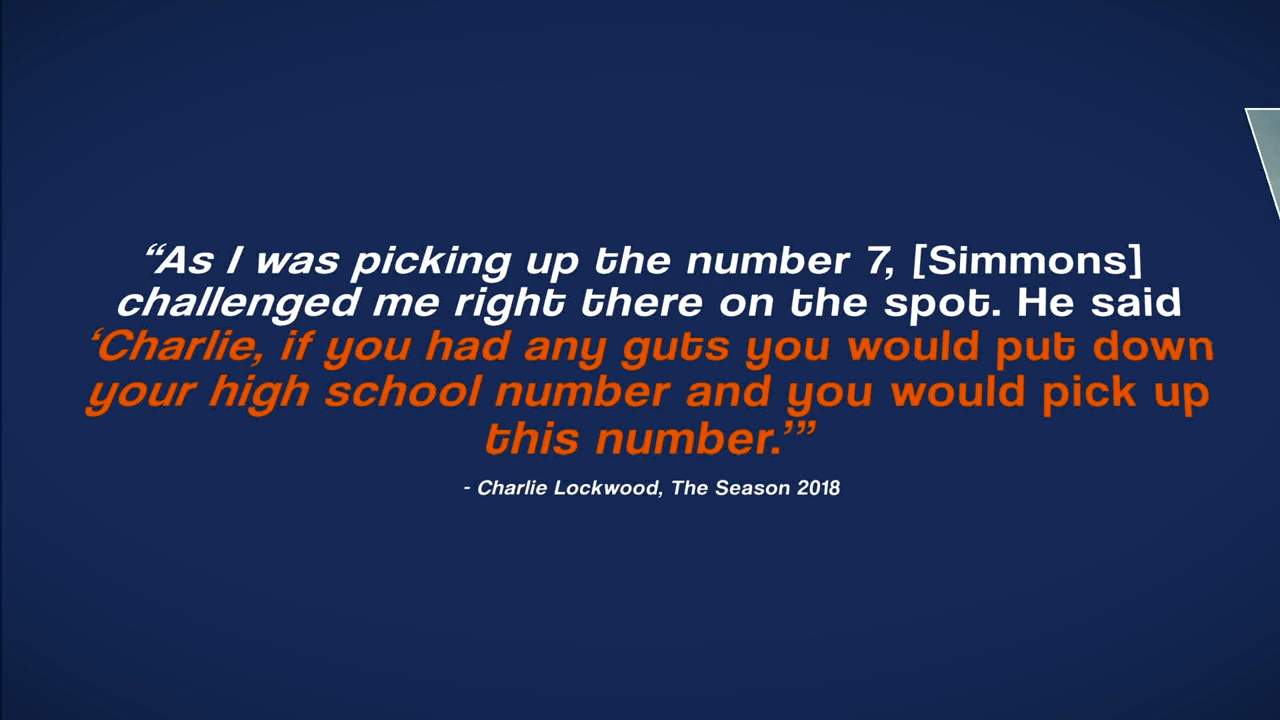 “As I was picking up the number 7, [Simmons]
challenged me right there on the spot. He said
‘Charlie, if you had any guts you would put down
your high school number and you would pick up
this number.’”
- Charlie Lockwood, The Season 2018